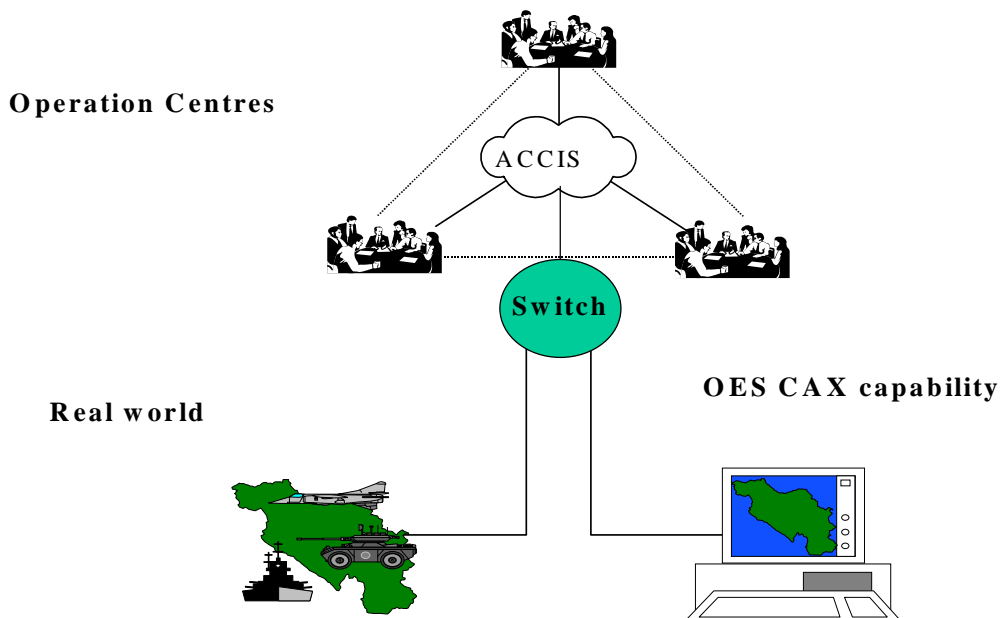 Operation Centres
ACCIS
Switch
OES CAX capability
Real world